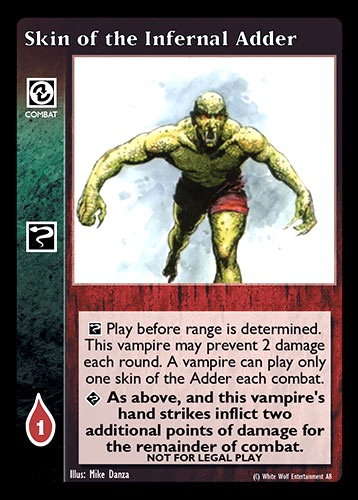 Skin of the Infernal Adder
COMBAT
Play before range is determined.
This vampire may prevent 2 damage
each round. A vampire can play only
one skin of the Adder each combat.
As above, and this vampire's
hand strikes inflict two
additional points of damage for
the remainder of combat.
NOT FOR LEGAL PLAY
1
Illus: Mike Danza
(C) White Wolf Entertainment AB